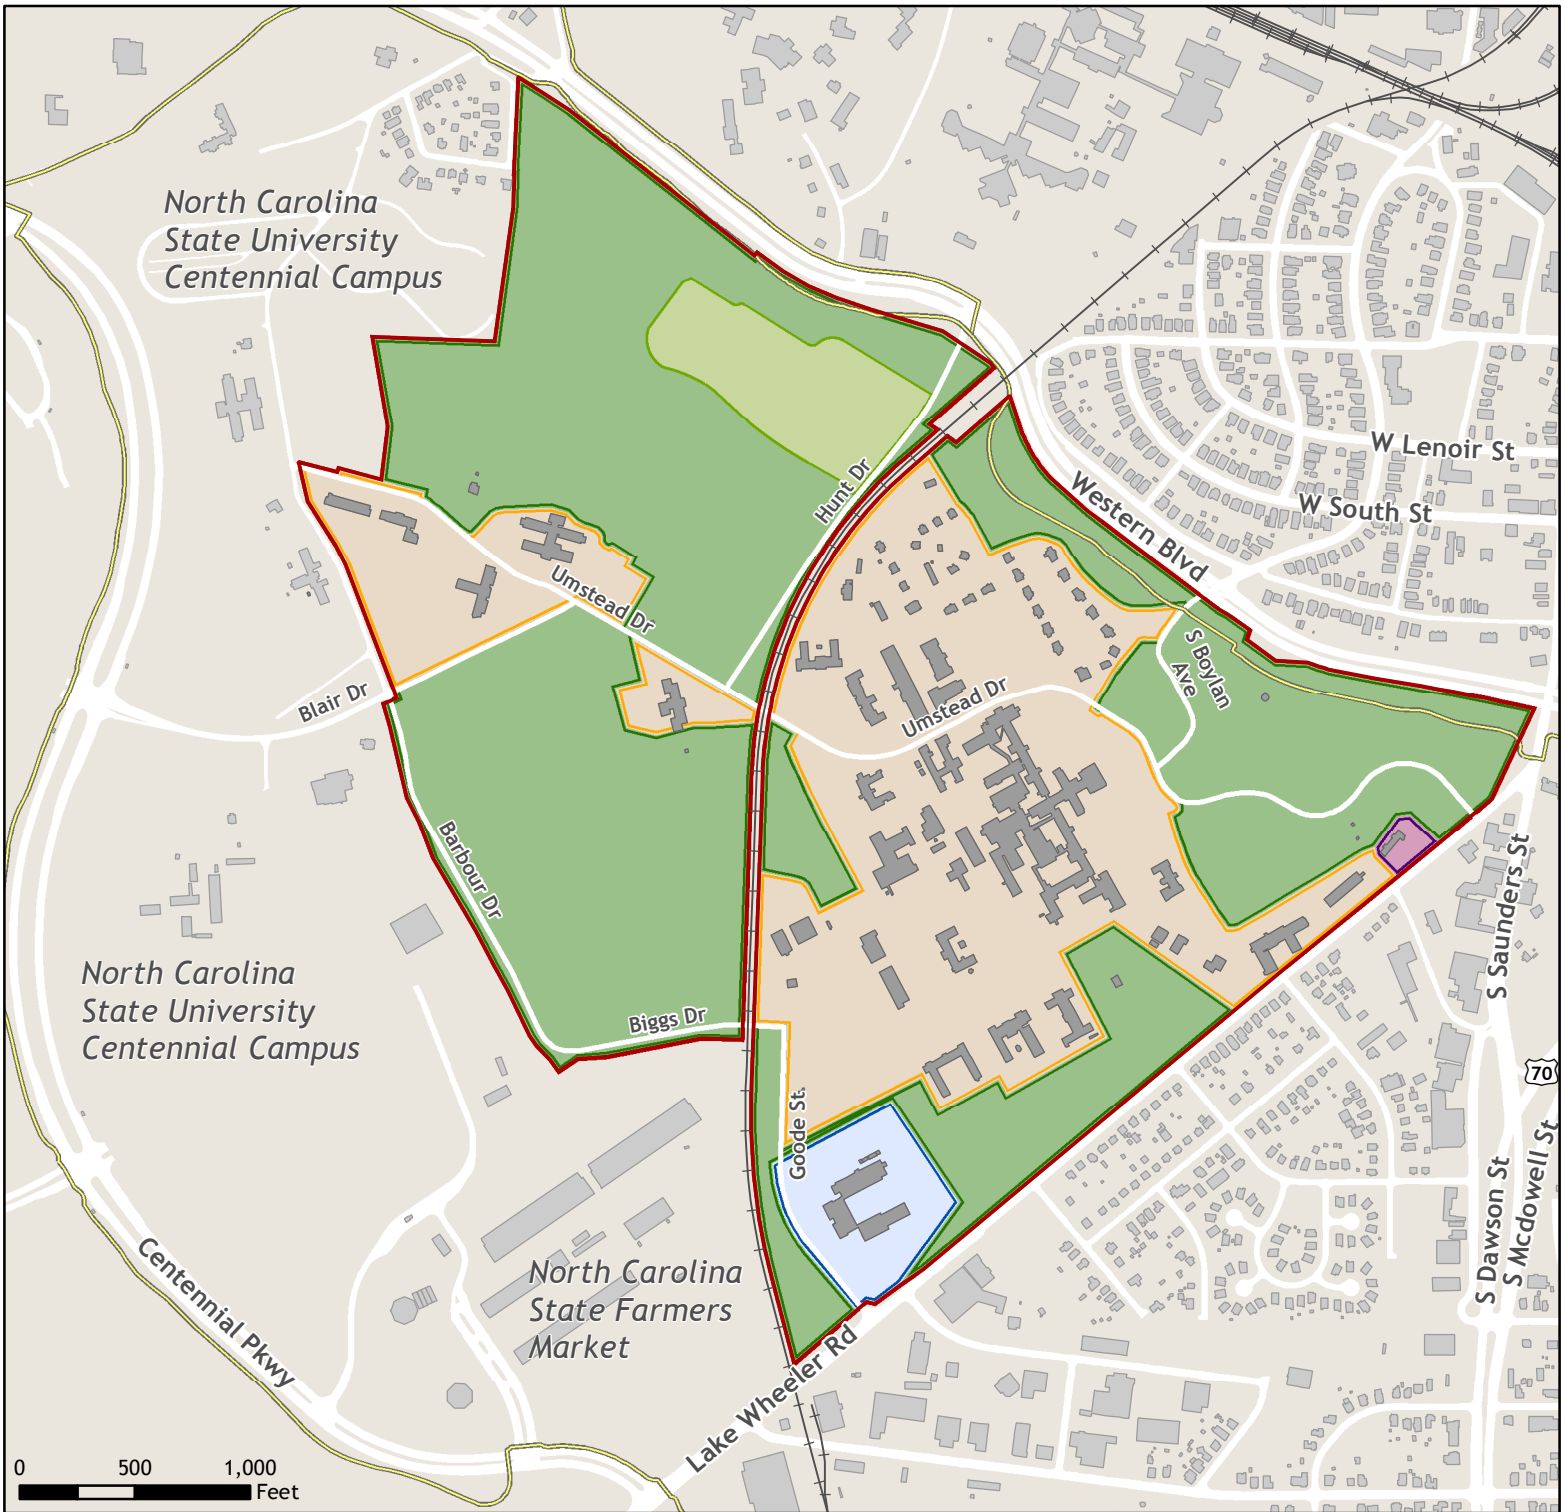 North Carolina
State University
Centennial Campus
W Lenoir St
W South St
Western Blvd
Hunt Dr
Umstead Dr
S Boylan
Ave
Umstead Dr
Blair Dr
Barbour Dr
S Saunders St
North Carolina
State University
Centennial Campus
Biggs Dr
70
Goode St.
S Dawson St
S Mcdowell St
Centennial Pkwy
North Carolina
State Farmers
Market
Lake Wheeler Rd
0 500 1,000
Feet